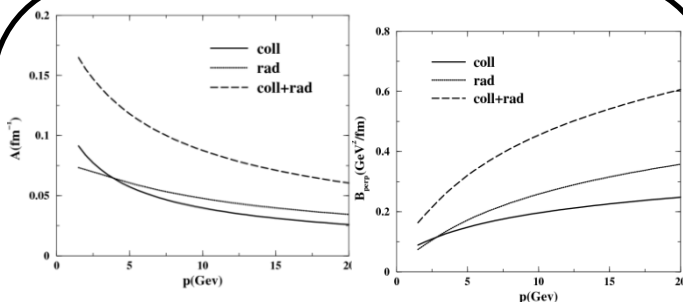 0.2
0.15
0.1
0.05
0
A(fm⁻¹)
coll
rad
coll+rad
0 5 10 15 20
p(Gev)
0.8
0.6
0.4
0.2
0
B_perp(GeV²/fm)
coll
rad
coll+rad
0 5 10 15 20
p(GeV)